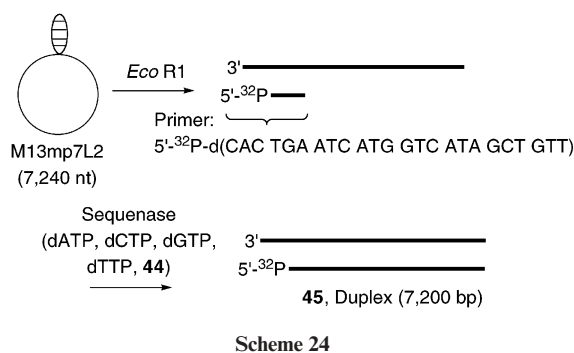 Eco R1
3'
5'-³²P
Primer:
5'-³²P-d(CAC TGA ATC ATG GTC ATA GCT GTT)
M13mp7L2
(7,240 nt)
Sequenase
(dATP, dCTP, dGTP,
dTTP, 44)
3'
5'-³²P
45, Duplex (7,200 bp)
Scheme 24